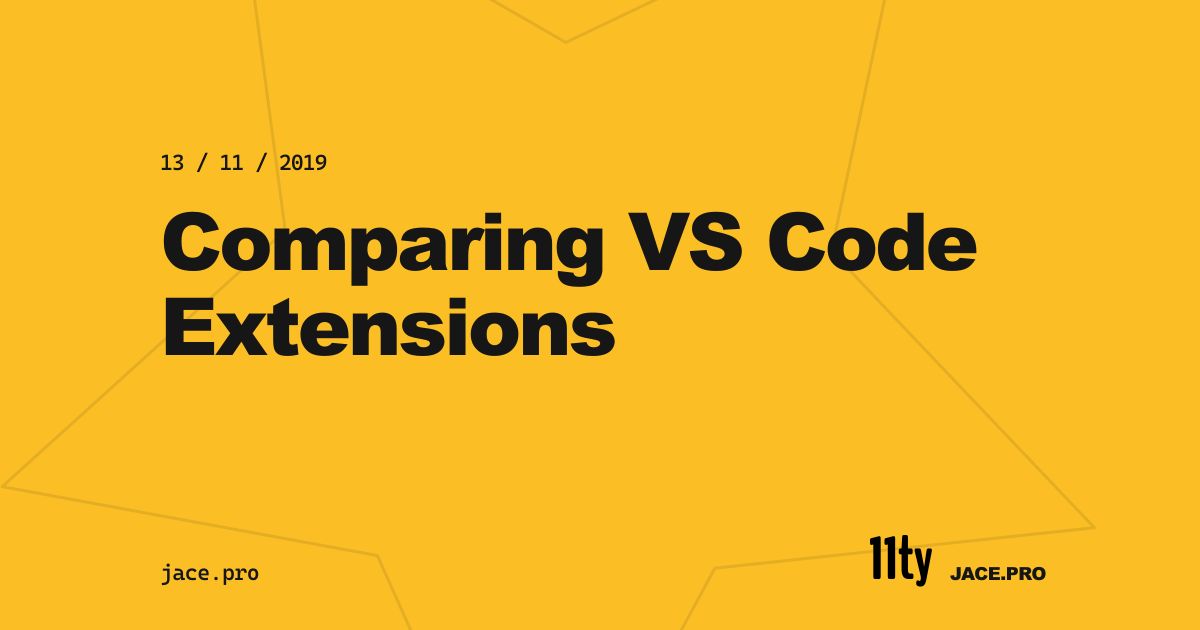 13 / 11 / 2019
Comparing VS Code
Extensions
jace.pro
11ty JACE.PRO